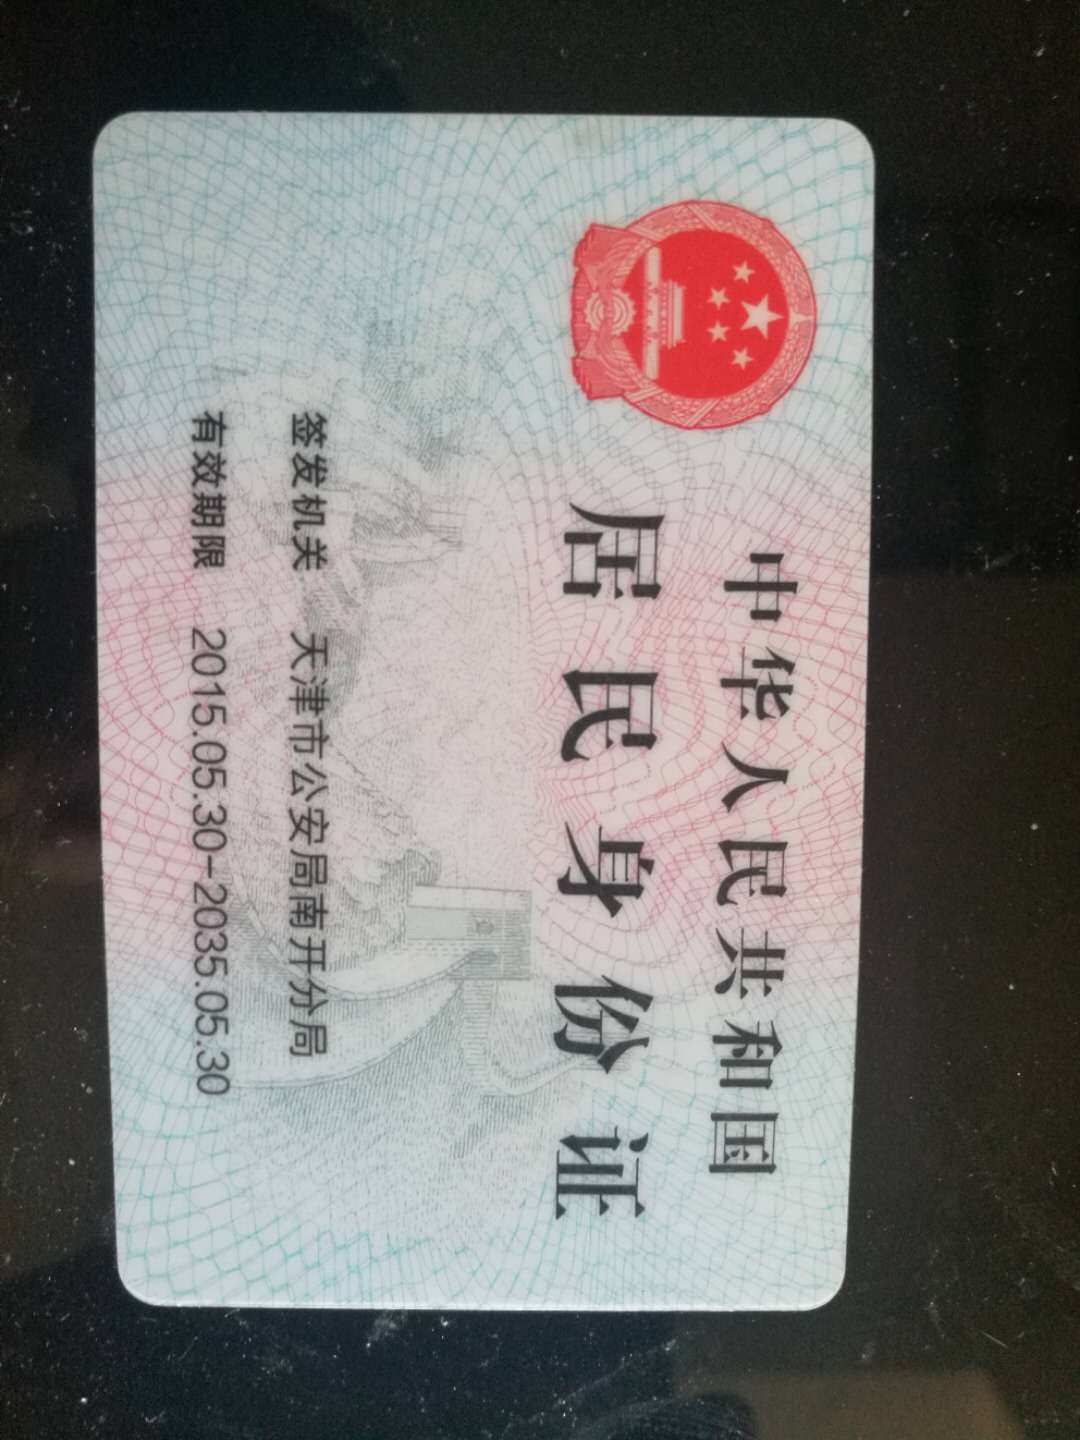 中华人民共和国
居民身份证
签发机关 天津市公安局南开分局
有效期限 2015.05.30-2035.05.30